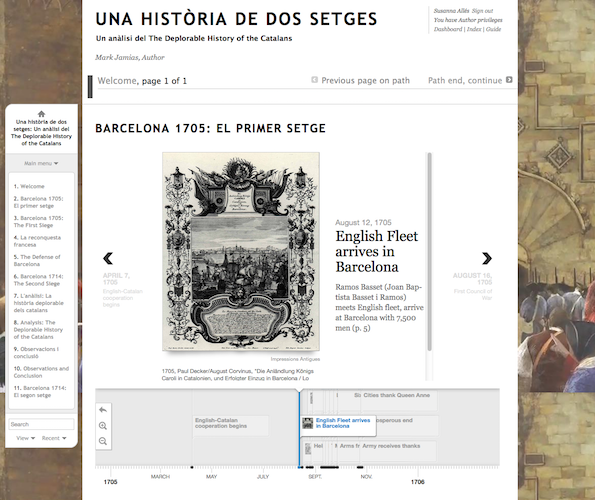 UNA HISTÒRIA DE DOS SETGES
Un anàlisi del The Deplorable History of the Catalans
Mark Jamias, Author
Susanna Allés Sign out
You have Author privileges
Dashboard | Index | Guide
Welcome, page 1 of 1
Previous page on path
Path end, continue
Una història de dos
setges: Un anàlisi del
The Deplorable History
of the Catalans
Main menu
1. Welcome
2. Barcelona 1705:
El primer setge
3. Barcelona 1705:
The First Siege
4. La reconquesta
francesa
5. The Defense of
Barcelona
6. Barcelona 1714:
The Second Siege
7. L'anàlisi: La
història deplorable
dels catalans
8. Analysis: The
Deplorable History
of the Catalans
9. Observacions i
conclusió
10. Observations and
Conclusion
11. Barcelona 1714:
El segon setge
Search
View
Recent
BARCELONA 1705: EL PRIMER SETGE
APRIL 7,
1705
English-Catalan
cooperation
begins
Impressions Antigues
1705, Paul Decker/August Corvinus, "Die Anländung Königs
Caroli in Catalonien, und Erfolgter Einzug in Barcelona / Lo
August 12, 1705
English Fleet
arrives in
Barcelona
Ramos Basset (Joan Bap-
tista Basset i Ramos)
meets English fleet, arrive
at Barcelona with 7,500
men (p. 5)
AUGUST 16,
1705
First Council of
War
English-Catalan
cooperation begins
Si Cities thank Queen Anne
English Fleet arrives
in Barcelona
osperous and
Hel
Arms fr
Army receives thanks
1705
MARCH
MAY
JULY
SEPT.
NOV.
1706